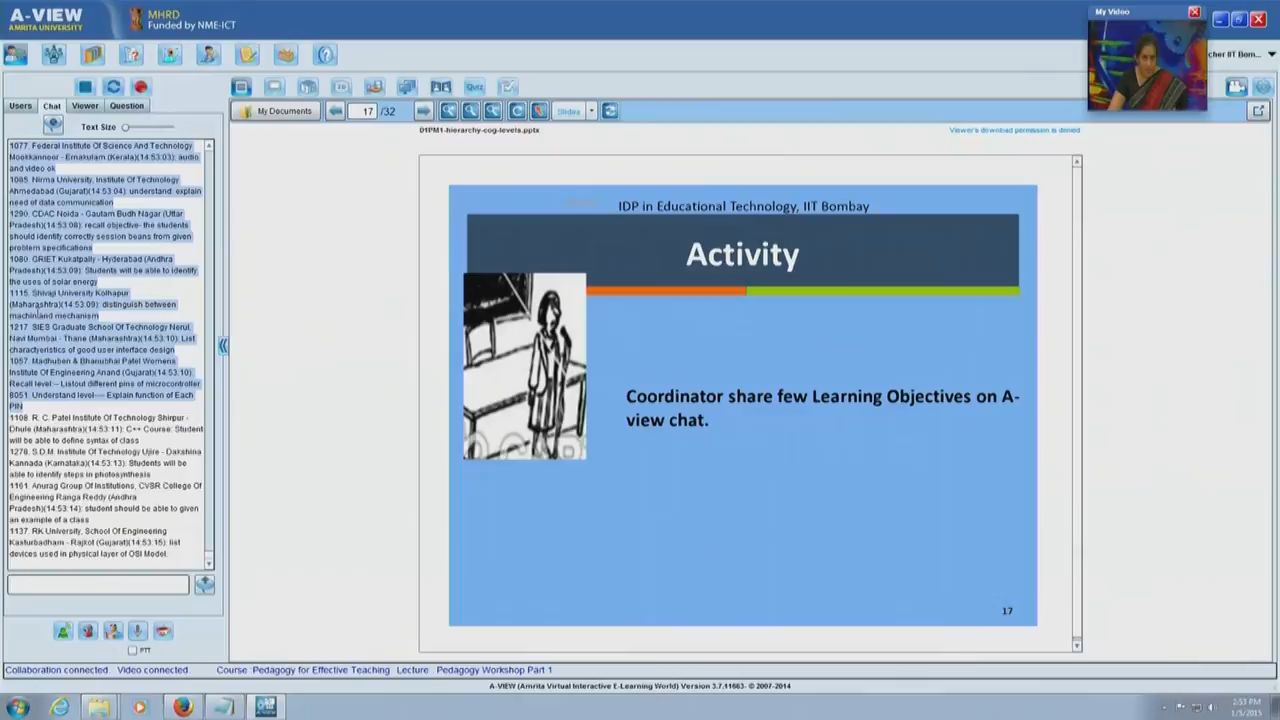 A-VIEW
AMRITA UNIVERSITY
MHRD
Funded by NME-ICT
My Video
cher IIT Bom...
Quiz
Users Chat Viewer Question
My Documents
17 /32
Slides
Text Size
D1PM1-hierarchy-cog-levels.pptx
Viewer's download permission is denied
1077. Federal Institute Of Science And Technology
Mookkannoor - Ernakulam (Kerala)(14:53:03): audio
and video ok
1085. Nirma University, Institute Of Technology
Ahmedabad (Gujarat)(14:53:04): understand: explain
need of data communication
1290. CDAC Noida - Gautam Budh Nagar (Uttar
Pradesh)(14:53:08): recall objective- the students
should identify correctly session beans from given
problem specifications
1080. GRIET Kukatpally - Hyderabad (Andhra
Pradesh)(14:53:09): Students will be able to identify
the uses of solar energy
1115. Shivaji University Kolhapur
(Maharashtra)(14:53:09): distinguish between
machin and mechanism
1217. SIES Graduate School Of Technology Nerul,
Navi Mumbai - Thane (Maharashtra)(14:53:10): List
characteristics of good user interface design
1057. Madhuben & Bhanubhai Patel Womens
Institute Of Engineering Anand (Gujarat)(14:53:10):
Recall level:-- Listout different pins of microcontroller
8051. Understand level---- Explain function of Each
PIN
1108. R. C. Patel Institute Of Technology Shirpur -
Dhule (Maharashtra)(14:53:11): C++ Course: Student
will be able to define syntax of class
1278. S.D.M. Institute Of Technology Ujire - Dakshina
Kannada (Karnataka)(14:53:13): Students will be
able to identify steps in photosynthesis
1161. Anurag Group Of Institutions, CVSR College Of
Engineering Ranga Reddy (Andhra
Pradesh)(14:53:14): student should be able to given
an example of a class
1137. RK University, School Of Engineering
Kasturbadham - Rajkot (Gujarat)(14:53:15): list
devices used in physical layer of OSI Model.
IDP in Educational Technology, IIT Bombay
Activity
Coordinator share few Learning Objectives on A-
view chat.
17
PTT
Collaboration connected Video connected Course :Pedagogy for Effective Teaching Lecture : Pedagogy Workshop Part 1
A-VIEW (Amrita Virtual Interactive E-Learning World) Version 3.7.11663- © 2007-2014
2:53 PM
1/5/2015